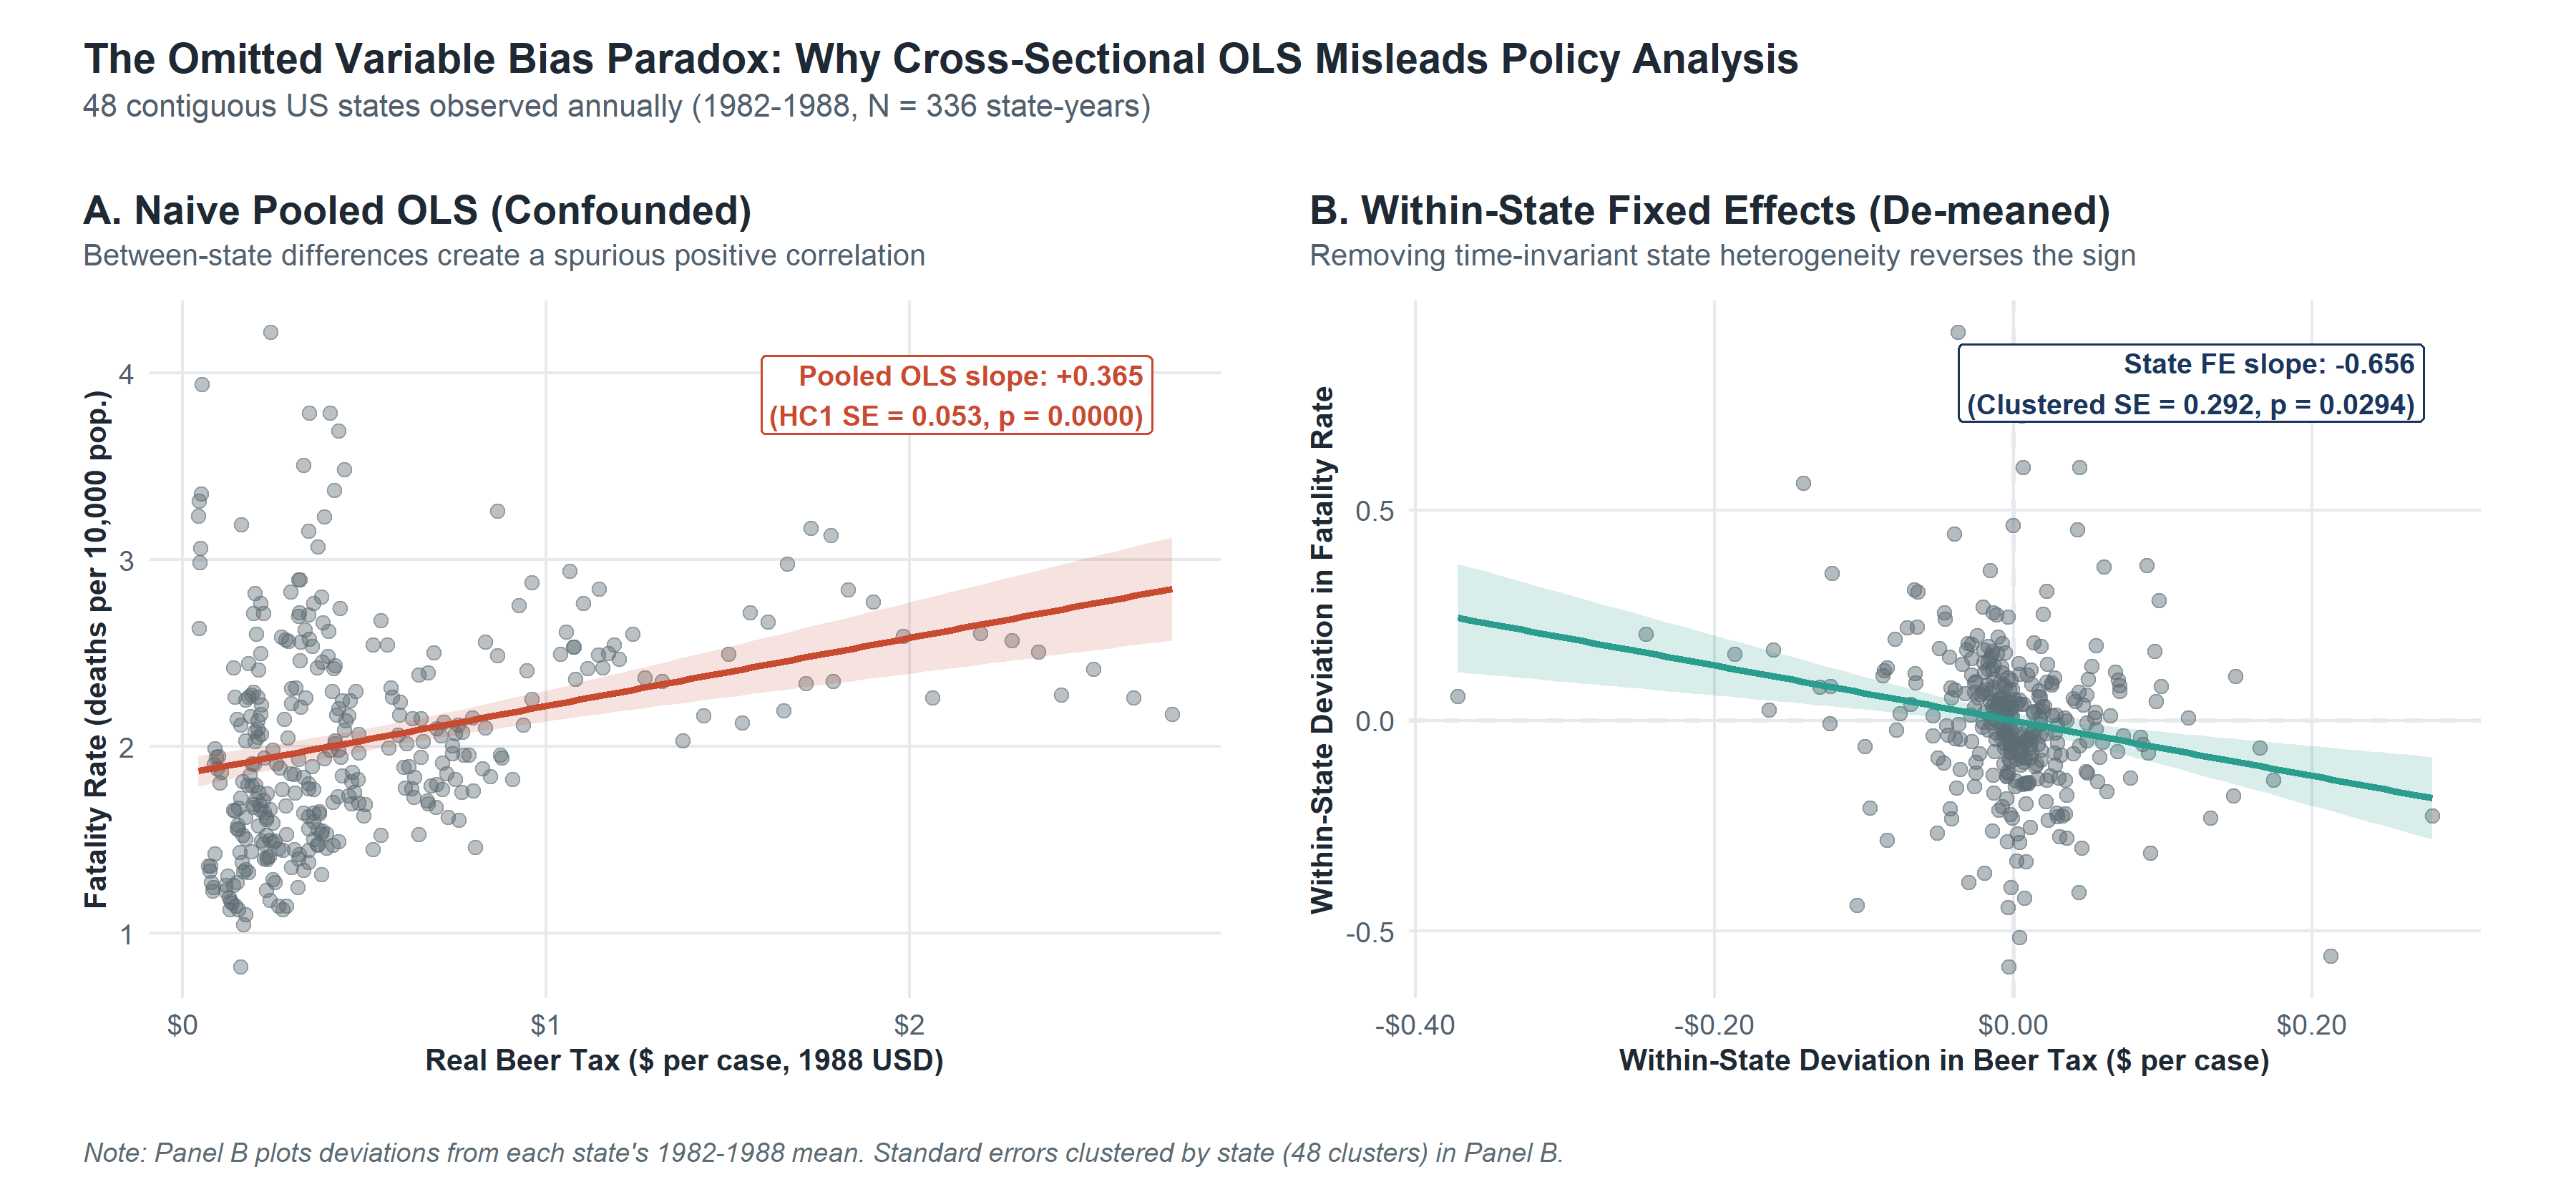 The Omitted Variable Bias Paradox: Why Cross-Sectional OLS Misleads Policy Analysis
48 contiguous US states observed annually (1982-1988, N = 336 state-years)
A. Naive Pooled OLS (Confounded)
Between-state differences create a spurious positive correlation
Fatality Rate (deaths per 10,000 pop.)
4
3
2
1
Pooled OLS slope: +0.365
(HC1 SE = 0.053, p = 0.0000)
$0
$1
$2
Real Beer Tax ($ per case, 1988 USD)
B. Within-State Fixed Effects (De-meaned)
Removing time-invariant state heterogeneity reverses the sign
Within-State Deviation in Fatality Rate
0.5
0.0
-0.5
State FE slope: -0.656
(Clustered SE = 0.292, p = 0.0294)
-$0.40
-$0.20
$0.00
$0.20
Within-State Deviation in Beer Tax ($ per case)
Note: Panel B plots deviations from each state's 1982-1988 mean. Standard errors clustered by state (48 clusters) in Panel B.